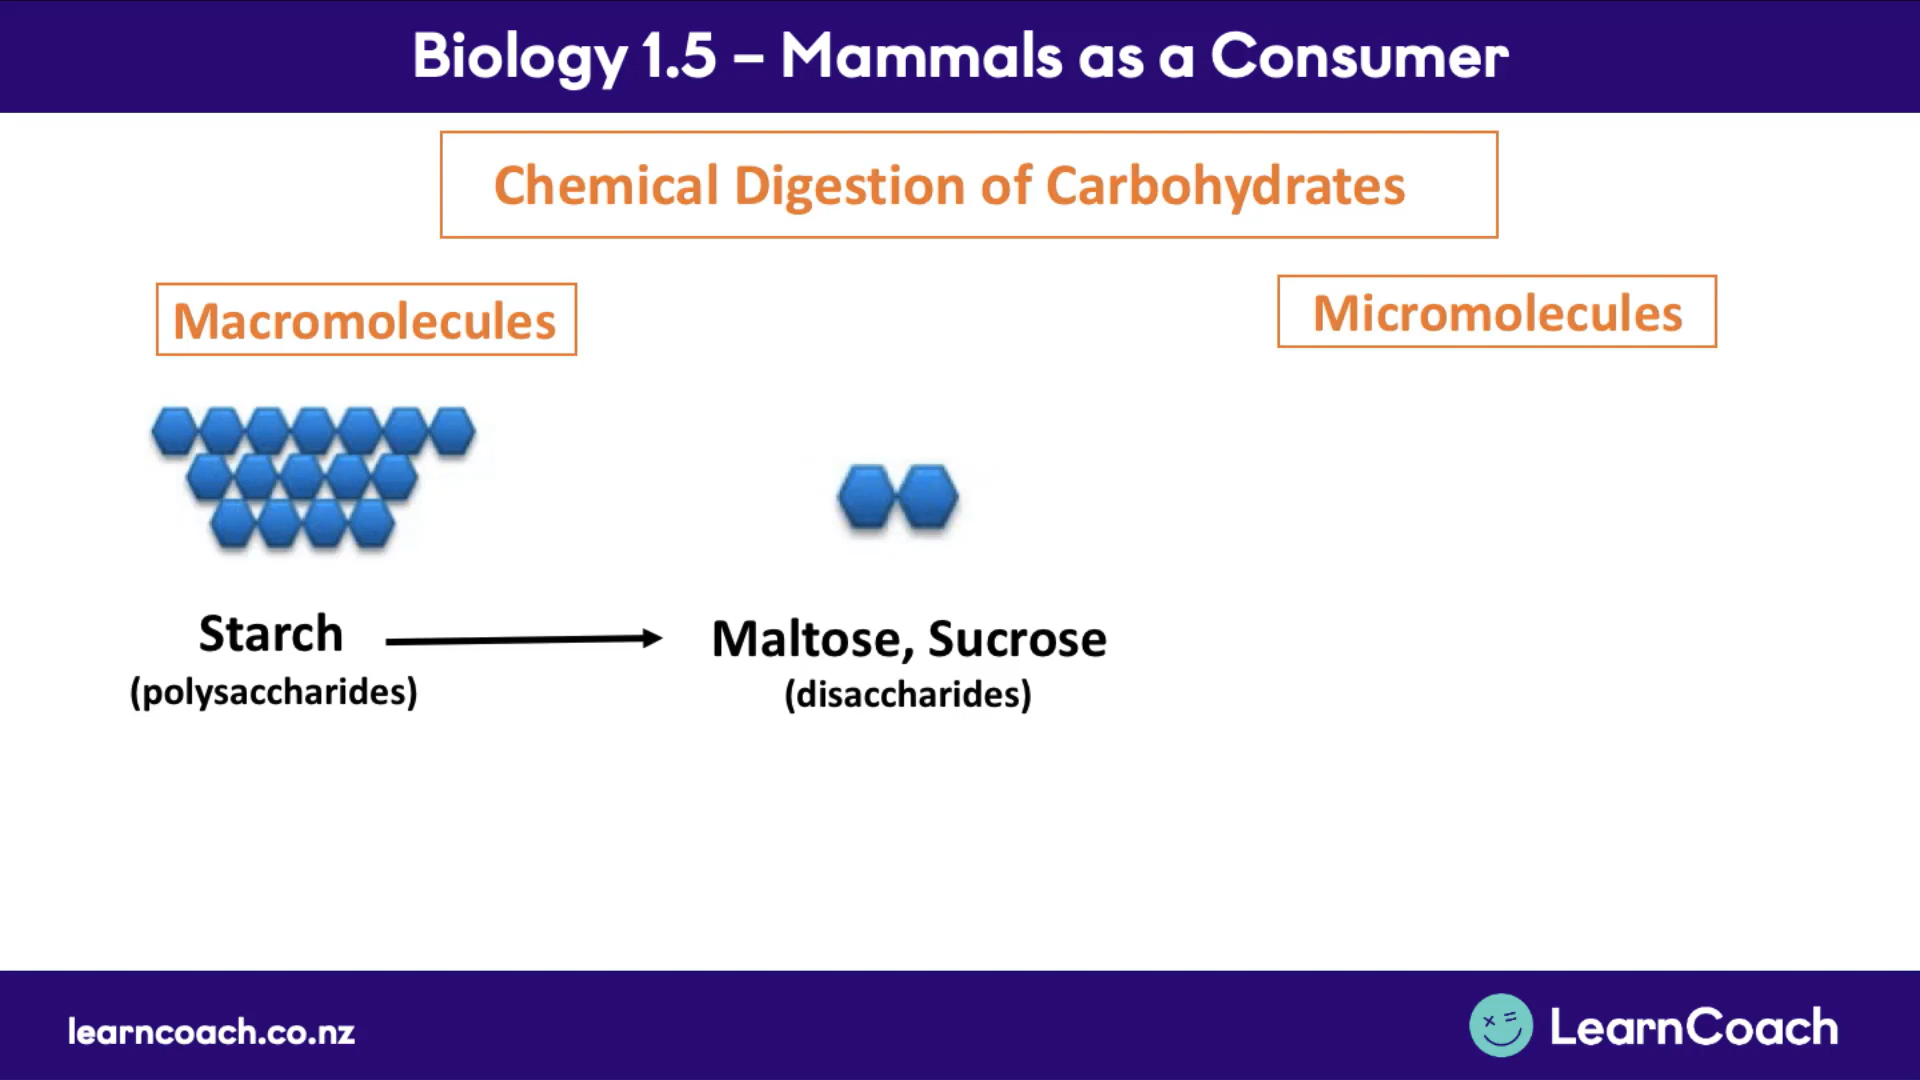 Biology 1.5 – Mammals as a Consumer
Chemical Digestion of Carbohydrates
Macromolecules
Micromolecules
Starch
(polysaccharides)
Maltose, Sucrose
(disaccharides)
learncoach.co.nz
LearnCoach